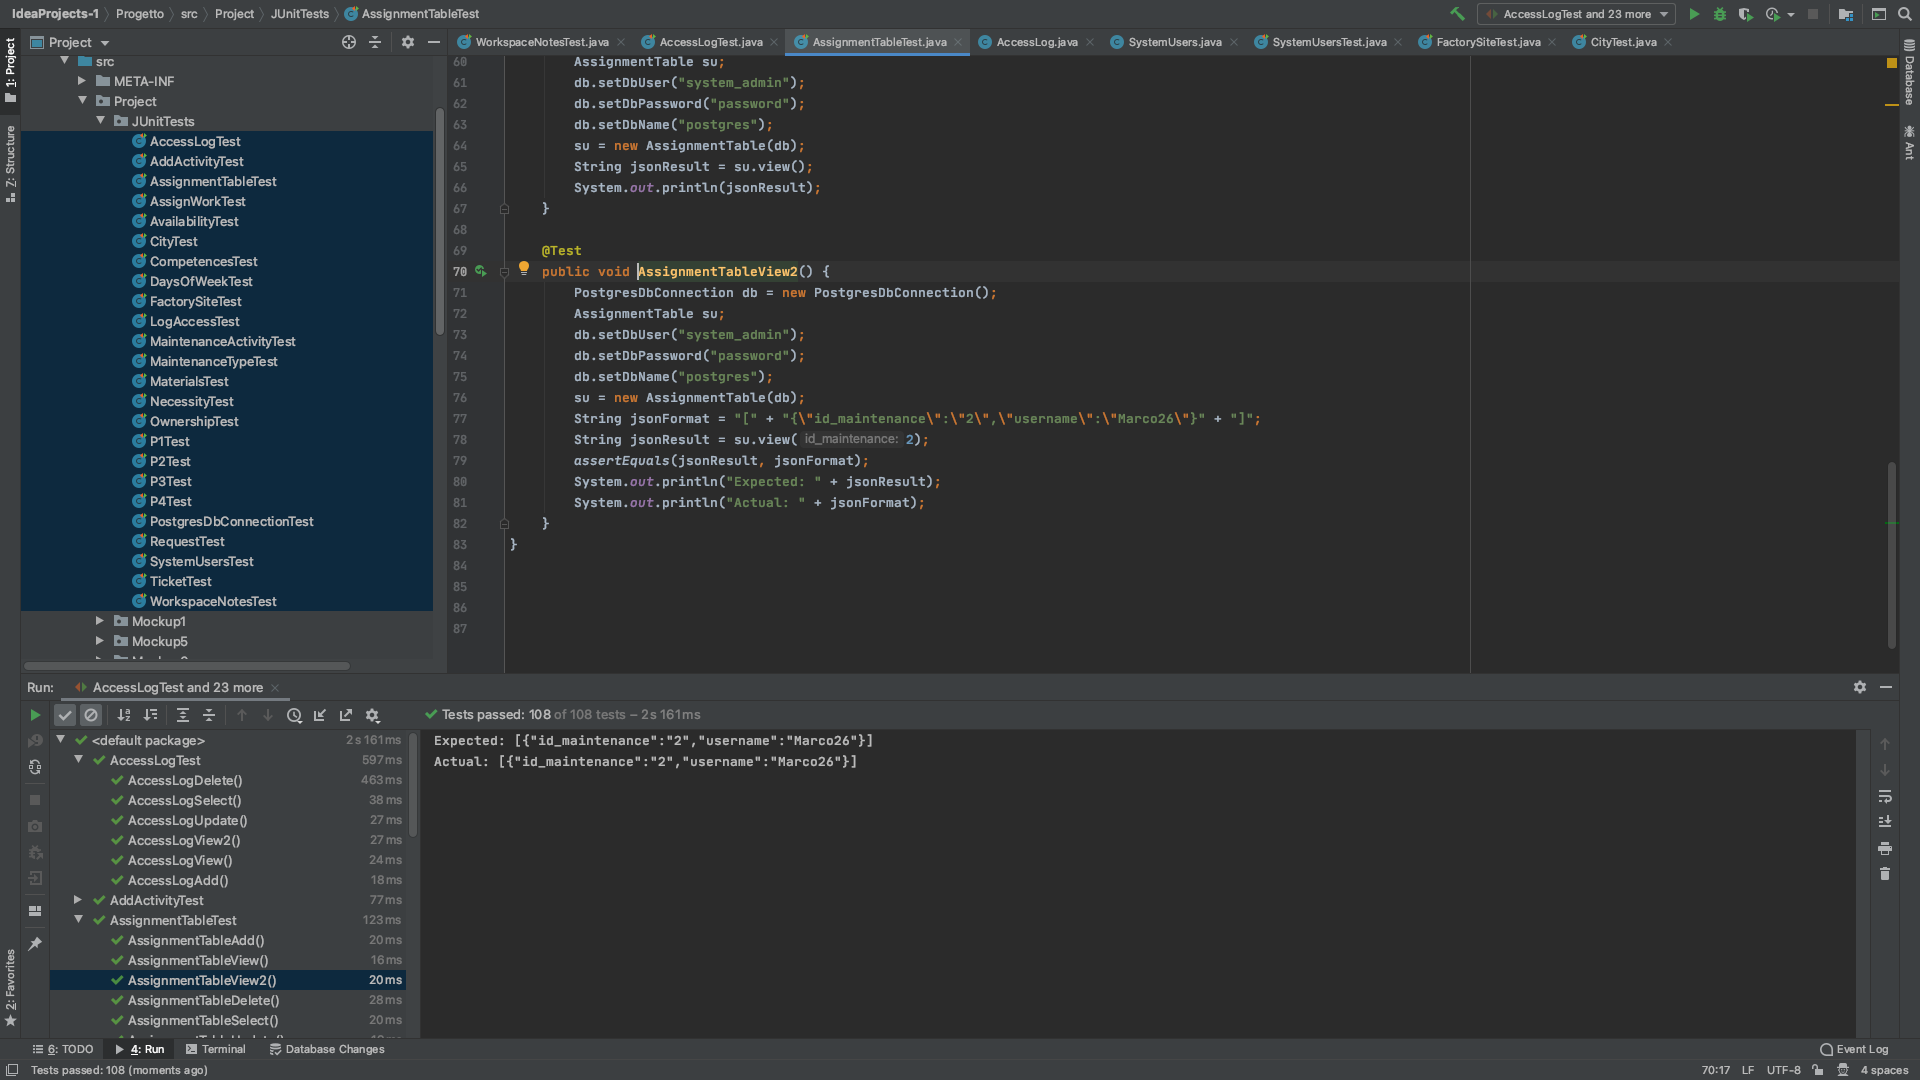 IdeaProjects-1 Progetto src Project JUnitTests AssignmentTableTest
AccessLogTest and 23 more
1: Project
Project
WorkspaceNotesTest.java AccessLogTest.java AssignmentTableTest.java AccessLog.java SystemUsers.java SystemUsersTest.java FactorySiteTest.java CityTest.java
Database
Ant
Z: Structure
2: Favorites
src
META-INF
Project
JUnitTests
AccessLogTest
AddActivityTest
AssignmentTableTest
AssignWorkTest
AvailabilityTest
CityTest
CompetencesTest
DaysOfWeekTest
FactorySiteTest
LogAccessTest
MaintenanceActivityTest
MaintenanceTypeTest
MaterialsTest
NecessityTest
OwnershipTest
P1Test
P2Test
P3Test
P4Test
PostgresDbConnectionTest
RequestTest
SystemUsersTest
TicketTest
WorkspaceNotesTest
Mockup1
Mockup5
60 AssignmentTable su;
61 db.setDbUser("system_admin");
62 db.setDbPassword("password");
63 db.setDbName("postgres");
64 su = new AssignmentTable(db);
65 String jsonResult = su.view();
66 System.out.println(jsonResult);
67 }
68
69 @Test
70 public void AssignmentTableView2() {
71 PostgresDbConnection db = new PostgresDbConnection();
72 AssignmentTable su;
73 db.setDbUser("system_admin");
74 db.setDbPassword("password");
75 db.setDbName("postgres");
76 su = new AssignmentTable(db);
77 String jsonFormat = "[" + "{\"id_maintenance\":\"2\",\"username\":\"Marco26\"}" + "]";
78 String jsonResult = su.view( id_maintenance: 2);
79 assertEquals(jsonResult, jsonFormat);
80 System.out.println("Expected: " + jsonResult);
81 System.out.println("Actual: " + jsonFormat);
82 }
83 }
84
85
86
87
Run: AccessLogTest and 23 more
Tests passed: 108 of 108 tests – 2 s 161 ms
<default package> 2 s 161 ms
AccessLogTest 597 ms
AccessLogDelete() 463 ms
AccessLogSelect() 38 ms
AccessLogUpdate() 27 ms
AccessLogView2() 27 ms
AccessLogView() 24 ms
AccessLogAdd() 18 ms
AddActivityTest 77 ms
AssignmentTableTest 123 ms
AssignmentTableAdd() 20 ms
AssignmentTableView() 16 ms
AssignmentTableView2() 20 ms
AssignmentTableDelete() 28 ms
AssignmentTableSelect() 20 ms
Expected: [{"id_maintenance":"2","username":"Marco26"}]
Actual: [{"id_maintenance":"2","username":"Marco26"}]
6: TODO 4: Run Terminal Database Changes Event Log
Tests passed: 108 (moments ago) 70:17 LF UTF-8 4 spaces